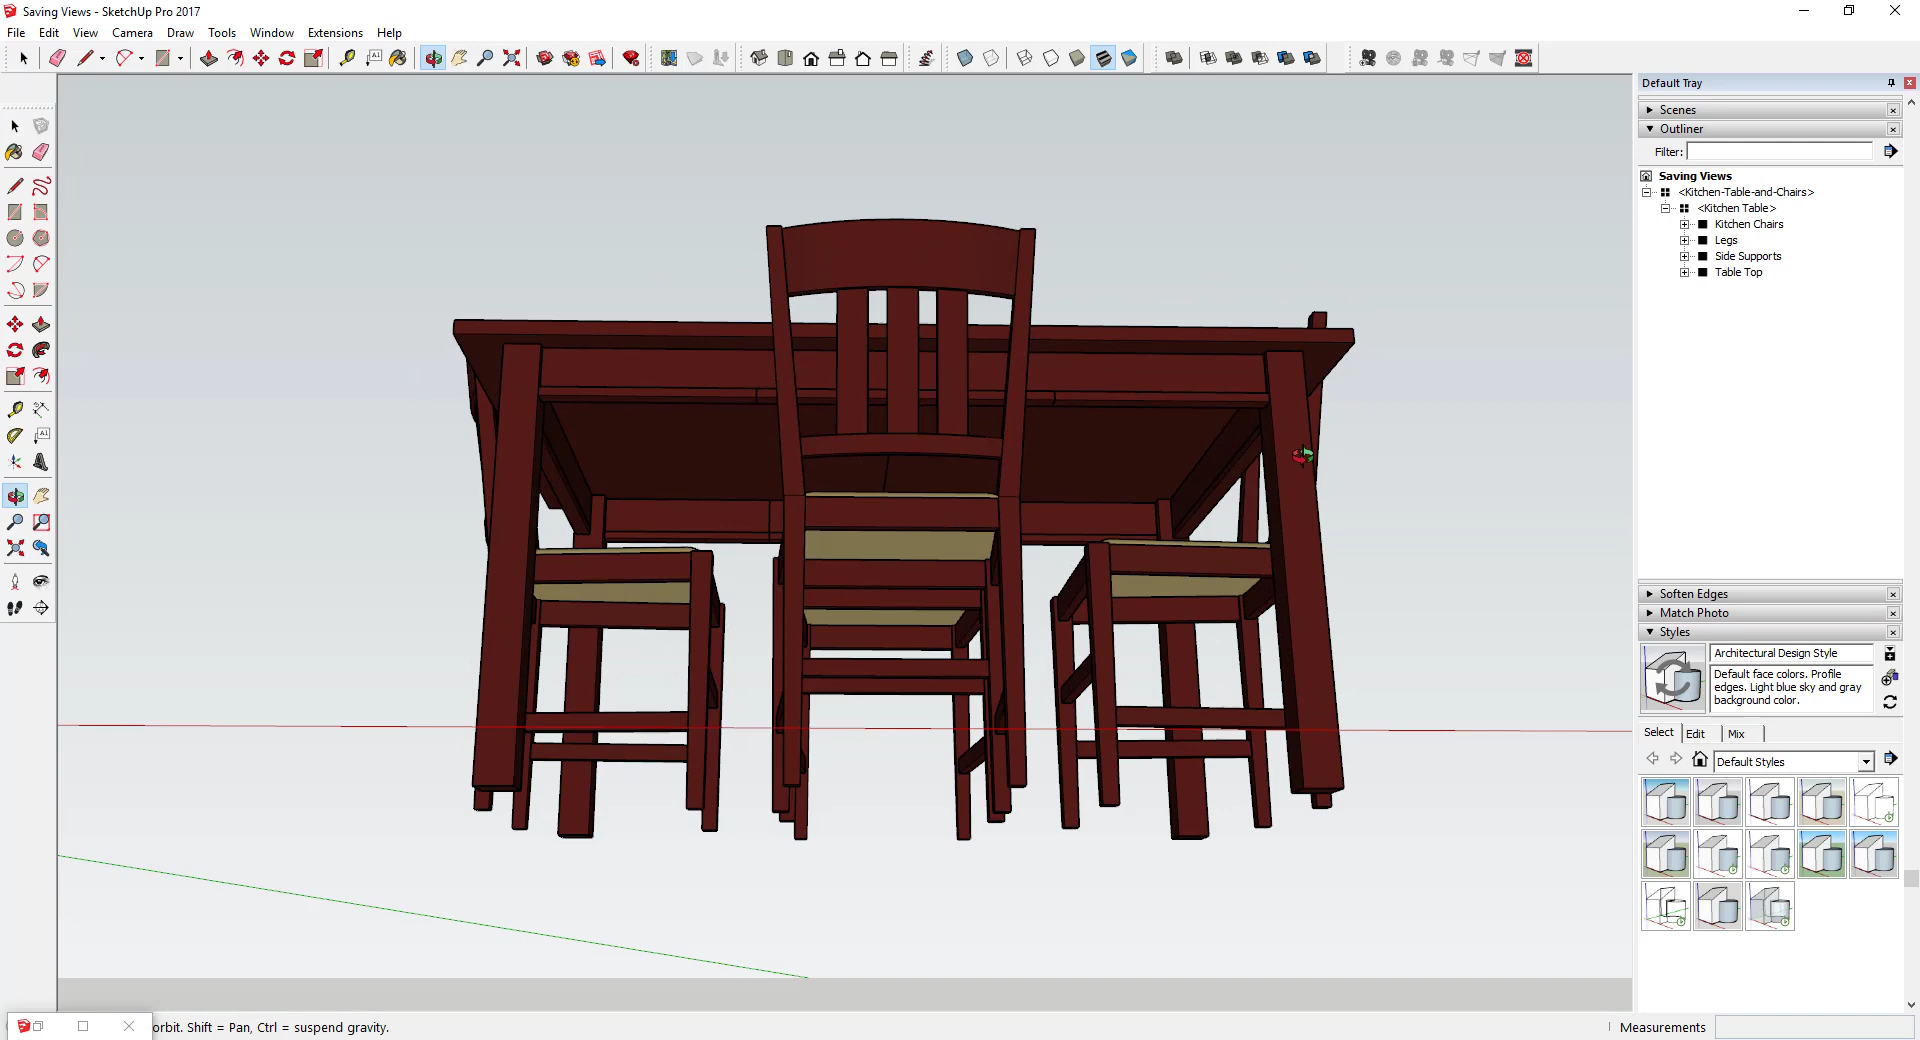 Saving Views - SketchUp Pro 2017
File Edit View Camera Draw Tools Window Extensions Help
Default Tray
Scenes
Outliner
Filter:
Saving Views
<Kitchen-Table-and-Chairs>
<Kitchen Table>
Kitchen Chairs
Legs
Side Supports
Table Top
Soften Edges
Match Photo
Styles
Architectural Design Style
Default face colors. Profile
edges. Light blue sky and gray
background color.
Select Edit Mix
Default Styles
orbit. Shift = Pan, Ctrl = suspend gravity.
Measurements